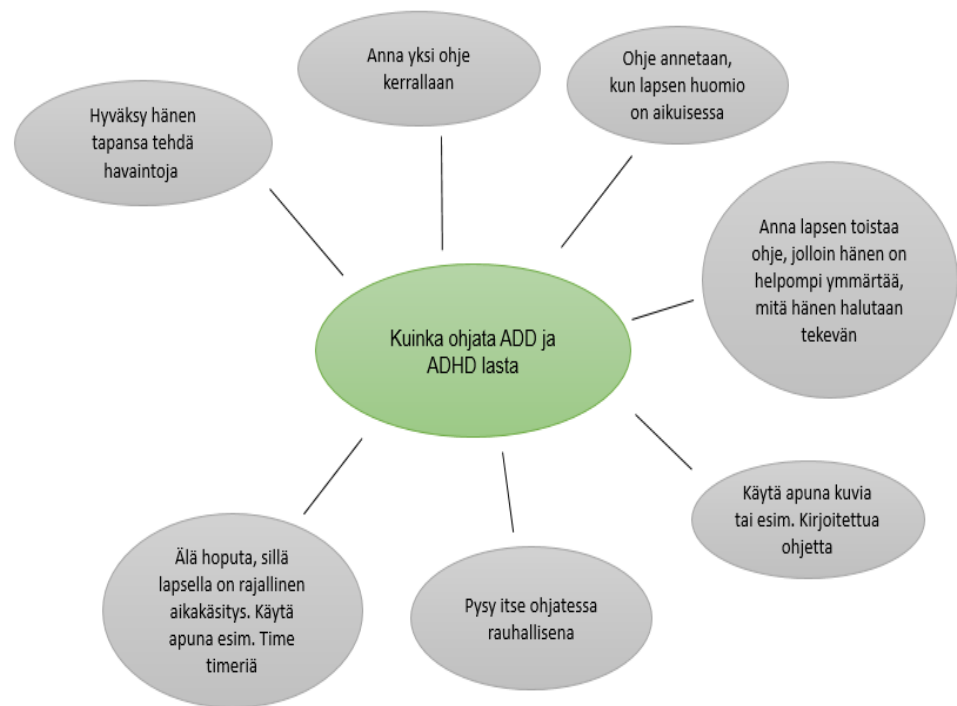 Anna yksi ohje
kerrallaan
Ohje annetaan,
kun lapsen huomio
on aikuisessa
Hyväksy hänen
tapansa tehdä
havaintoja
Anna lapsen toistaa
ohje, jolloin hänen on
helpompi ymmärtää,
mitä hänen halutaan
tekevän
Kuinka ohjata ADD ja
ADHD lasta
Käytä apuna kuvia
tai esim. Kirjoitettua
ohjetta
Älä hoputa, sillä
lapsella on rajallinen
aikakäsitys. Käytä
apuna esim. Time
timeriä
Pysy itse ohjatessa
rauhallisena